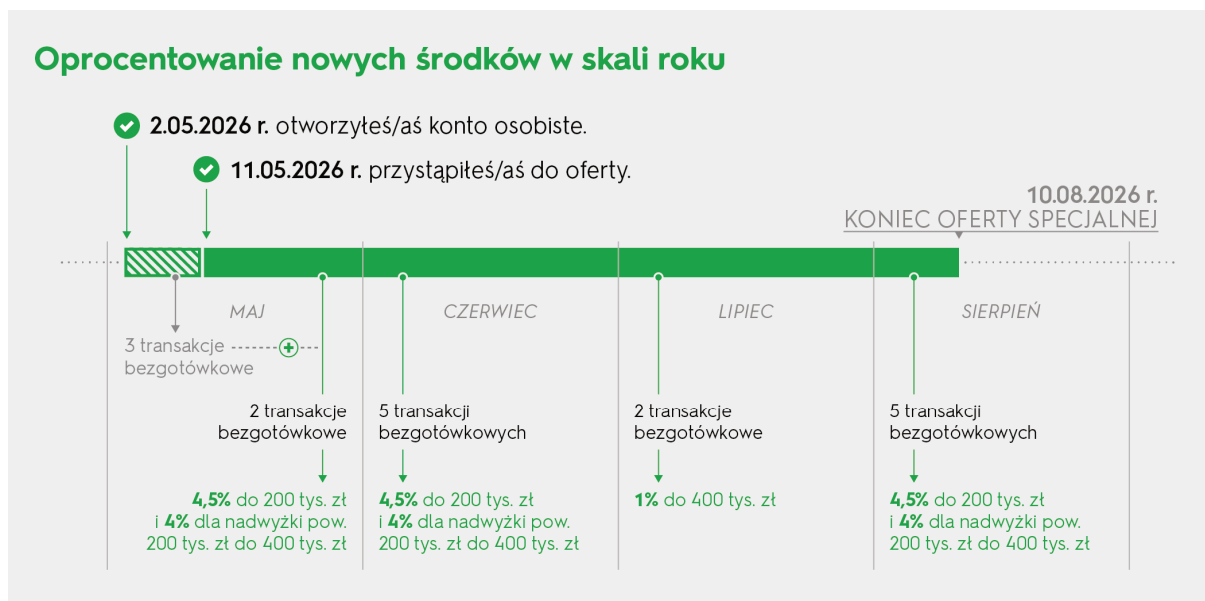 Oprocentowanie nowych środków w skali roku
2.05.2026 r. otworzyłeś/aś konto osobiste.
11.05.2026 r. przystąpiłeś/aś do oferty.
10.08.2026 r.
KONIEC OFERTY SPECJALNEJ
MAJ
CZERWIEC
LIPIEC
SIERPIEŃ
3 transakcje
bezgotówkowe
2 transakcje
bezgotówkowe
4,5% do 200 tys. zł
i 4% dla nadwyżki pow.
200 tys. zł do 400 tys. zł
5 transakcji
bezgotówkowych
4,5% do 200 tys. zł
i 4% dla nadwyżki pow.
200 tys. zł do 400 tys. zł
2 transakcje
bezgotówkowe
1% do 400 tys. zł
5 transakcji
bezgotówkowych
4,5% do 200 tys. zł
i 4% dla nadwyżki pow.
200 tys. zł do 400 tys. zł